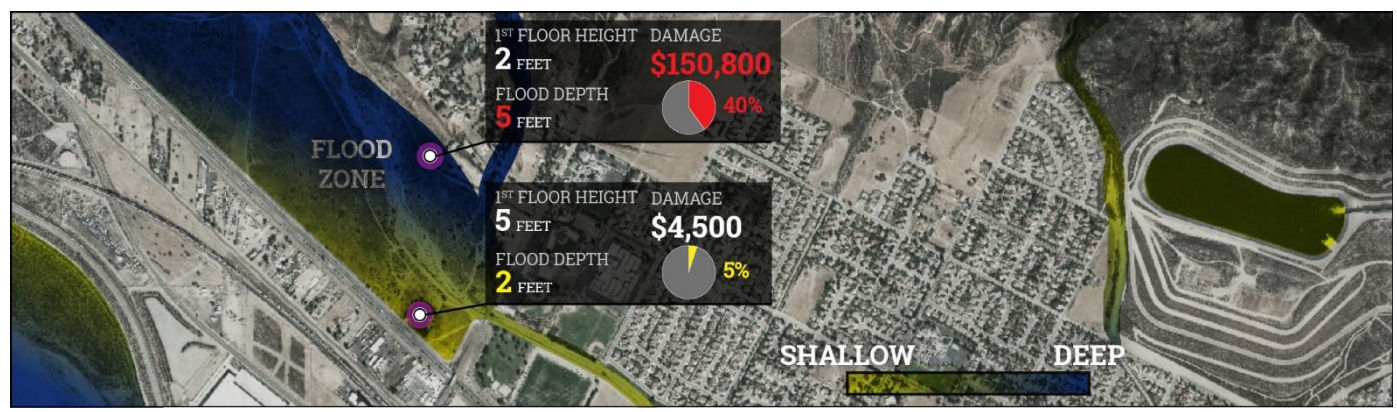 1ST FLOOR HEIGHT DAMAGE
2 FEET $150,800
FLOOD DEPTH
5 FEET 40%
FLOOD
ZONE
1ST FLOOR HEIGHT DAMAGE
5 FEET $4,500
FLOOD DEPTH
2 FEET 5%
SHALLOW DEEP